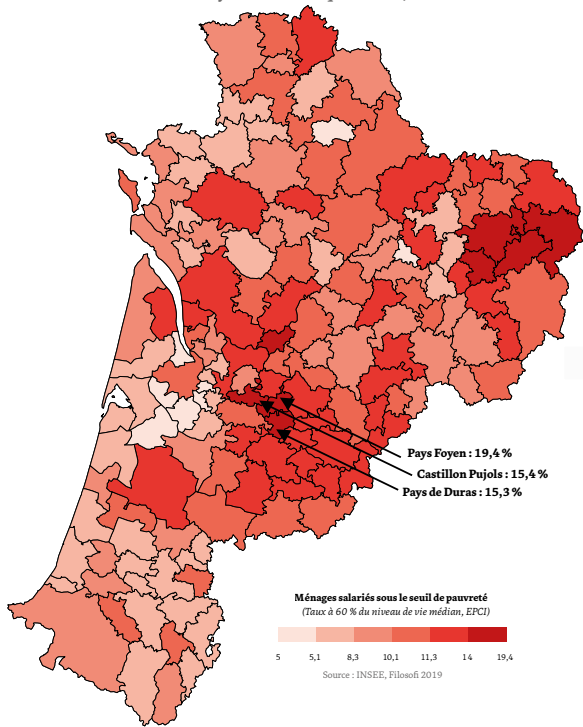 Pays Foyen : 19,4 %
Castillon Pujols : 15,4 %
Pays de Duras : 15,3 %
Ménages salariés sous le seuil de pauvreté
(Taux à 60 % du niveau de vie médian, EPCI)
5 5,1 8,3 10,1 11,3 14 19,4
Source : INSEE, Filosofi 2019